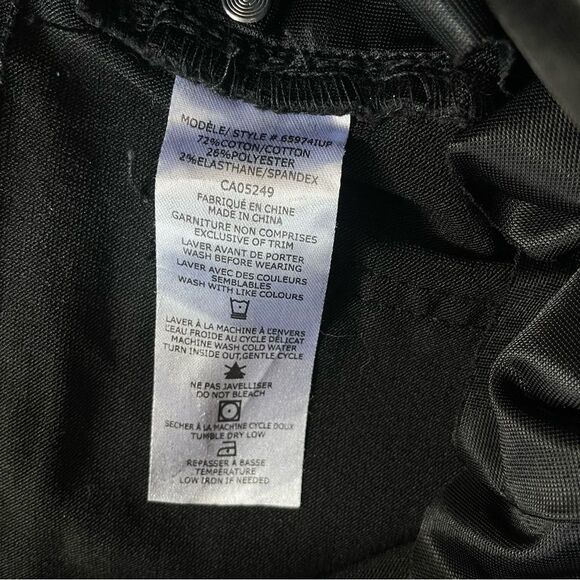 MODÈLE/ STYLE # 65974IUP
72%COTON/COTTON
26%POLYESTER
2%ELASTHANE/SPANDEX
CA05249
FABRIQUÉ EN CHINE
MADE IN CHINA
GARNITURE NON COMPRISES
EXCLUSIVE OF TRIM
LAVER AVANT DE PORTER
WASH BEFORE WEARING
LAVER AVEC DES COULEURS
SEMBLABLES
WASH WITH LIKE COLOURS
LAVER À LA MACHINE À L'ENVERS
L'EAU FROIDE AU CYCLE DÉLICAT
MACHINE WASH COLD WATER
TURN INSIDE OUT,GENTLE CYCLE
NE PAS JAVELLISER
DO NOT BLEACH
SECHER À LA MACHINE CYCLE DOUX
TUMBLE DRY LOW
REPASSER À BASSE
TEMPÉRATURE
LOW IRON IF NEEDED